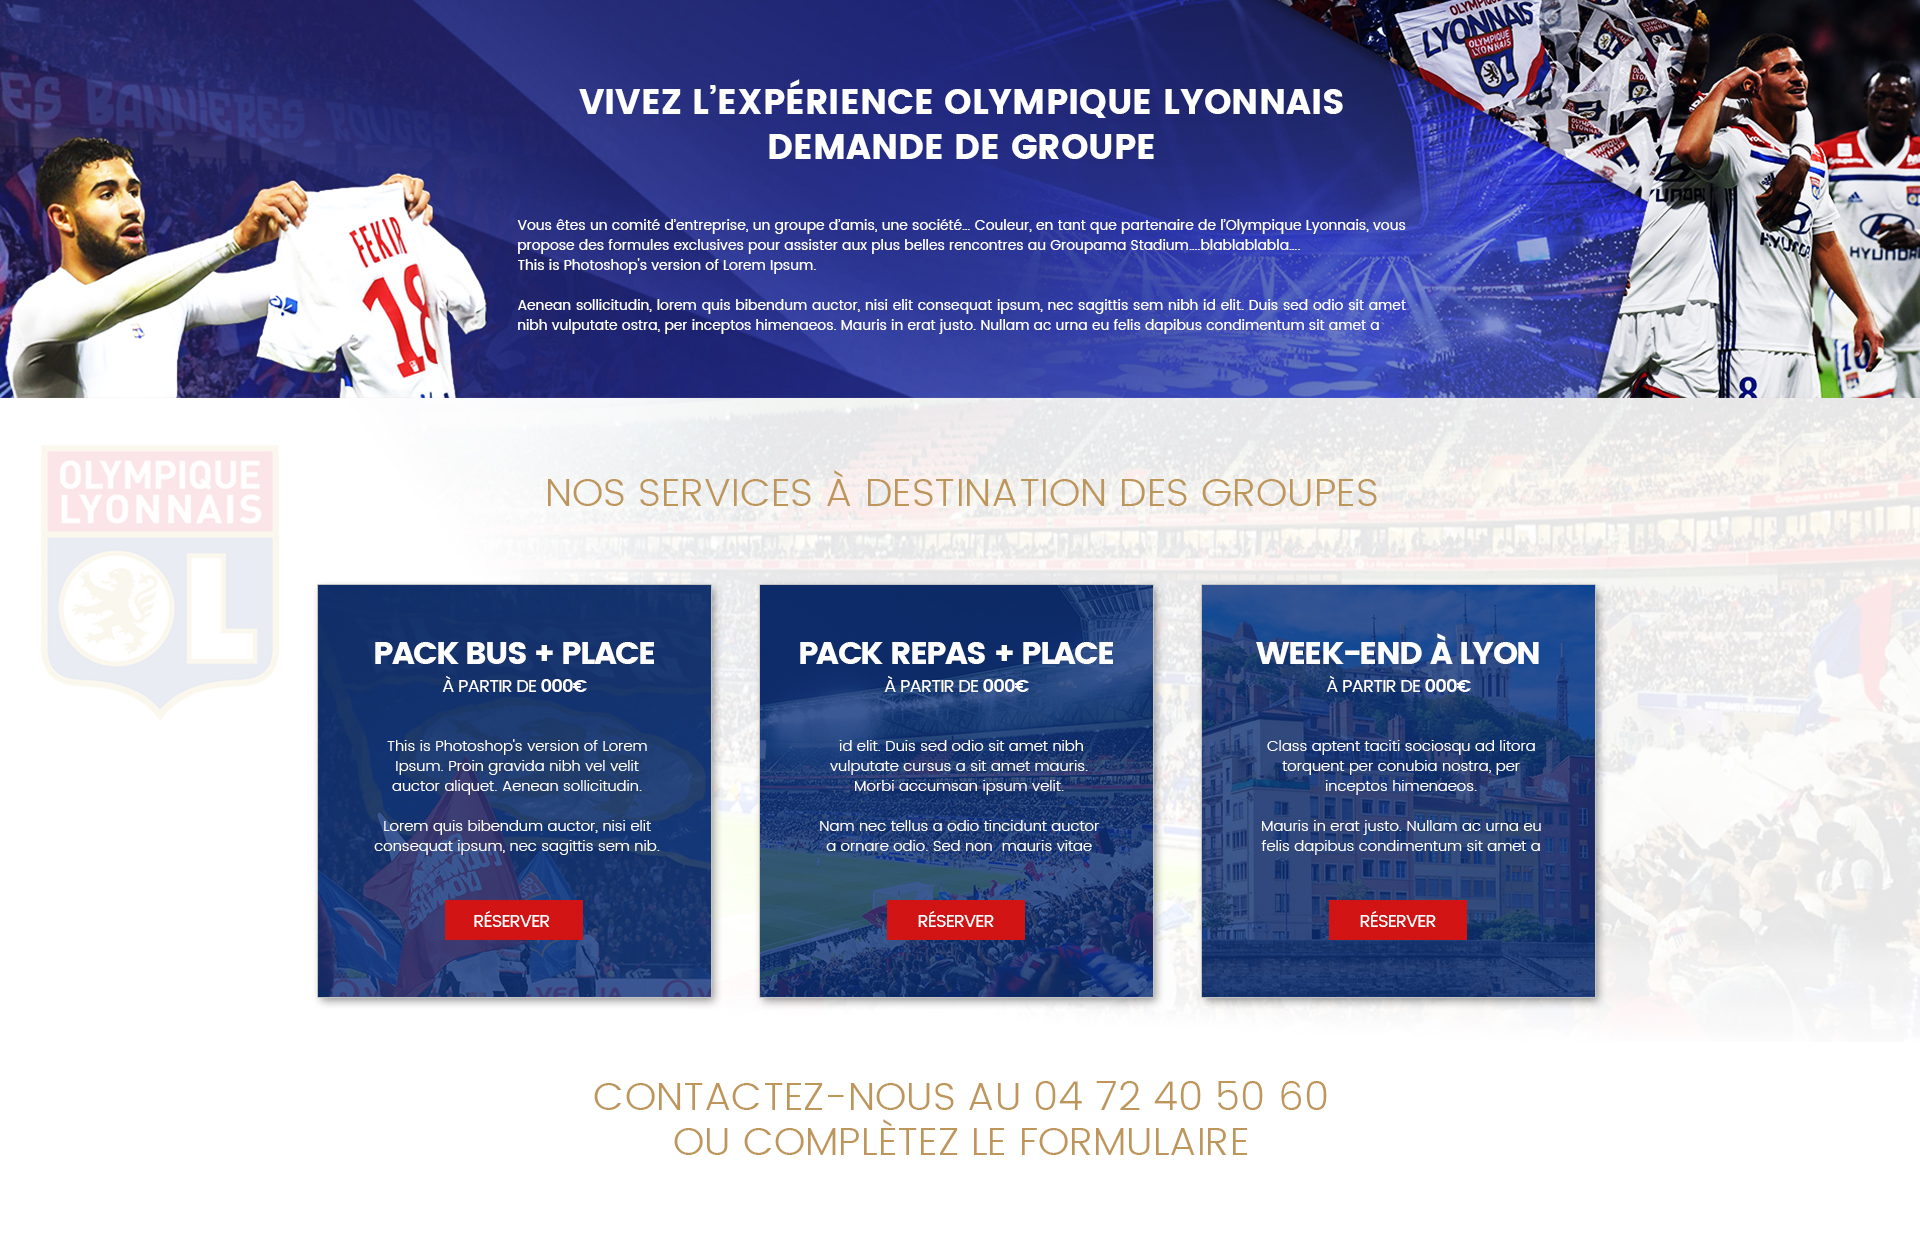 VIVEZ L'EXPÉRIENCE OLYMPIQUE LYONNAIS
DEMANDE DE GROUPE
Vous êtes un comité d'entreprise, un groupe d'amis, une société... Couleur, en tant que partenaire de l'Olympique Lyonnais, vous
propose des formules exclusives pour assister aux plus belles rencontres au Groupama Stadium....blablablabla....
This is Photoshop's version of Lorem Ipsum.
Aenean sollicitudin, lorem quis bibendum auctor, nisi elit consequat ipsum, nec sagittis sem nibh id elit. Duis sed odio sit amet
nibh vulputate ostra, per inceptos himenaeos. Mauris in erat justo. Nullam ac urna eu felis dapibus condimentum sit amet a
ES BANNIÈRES
FEKIR
18
OLYMPIQUE
LYONNAIS
OLYMPIQUE
LYONNAIS
OL
HYUNDAI
HYUNDAI
8
10
OLYMPIQUE
LYONNAIS
OL
NOS SERVICES À DESTINATION DES GROUPES
PACK BUS + PLACE
À PARTIR DE 000€
This is Photoshop's version of Lorem
Ipsum. Proin gravida nibh vel velit
auctor aliquet. Aenean sollicitudin.
Lorem quis bibendum auctor, nisi elit
consequat ipsum, nec sagittis sem nib.
RÉSERVER
PACK REPAS + PLACE
À PARTIR DE 000€
id elit. Duis sed odio sit amet nibh
vulputate cursus a sit amet mauris.
Morbi accumsan ipsum velit.
Nam nec tellus a odio tincidunt auctor
a ornare odio. Sed non mauris vitae
RÉSERVER
WEEK-END À LYON
À PARTIR DE 000€
Class aptent taciti sociosqu ad litora
torquent per conubia nostra, per
inceptos himenaeos.
Mauris in erat justo. Nullam ac urna eu
felis dapibus condimentum sit amet a
RÉSERVER
CONTACTEZ-NOUS AU 04 72 40 50 60
OU COMPLÈTEZ LE FORMULAIRE